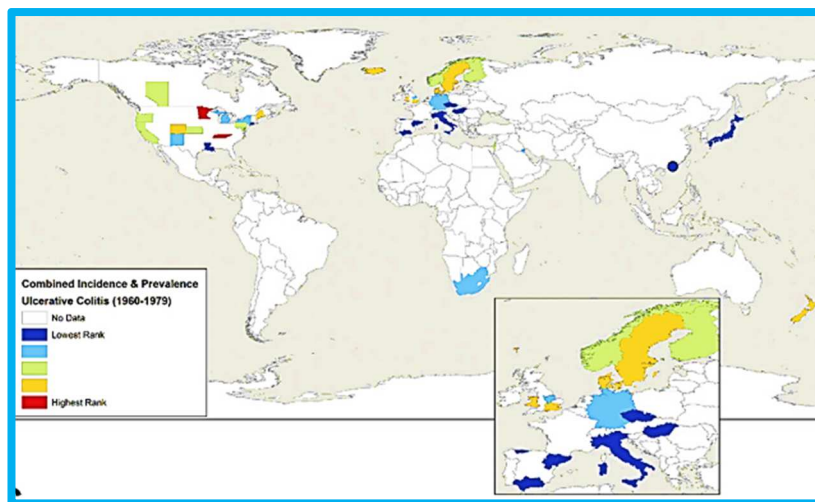 Combined Incidence & Prevalence
Ulcerative Colitis (1960-1979)
No Data
Lowest Rank
Highest Rank